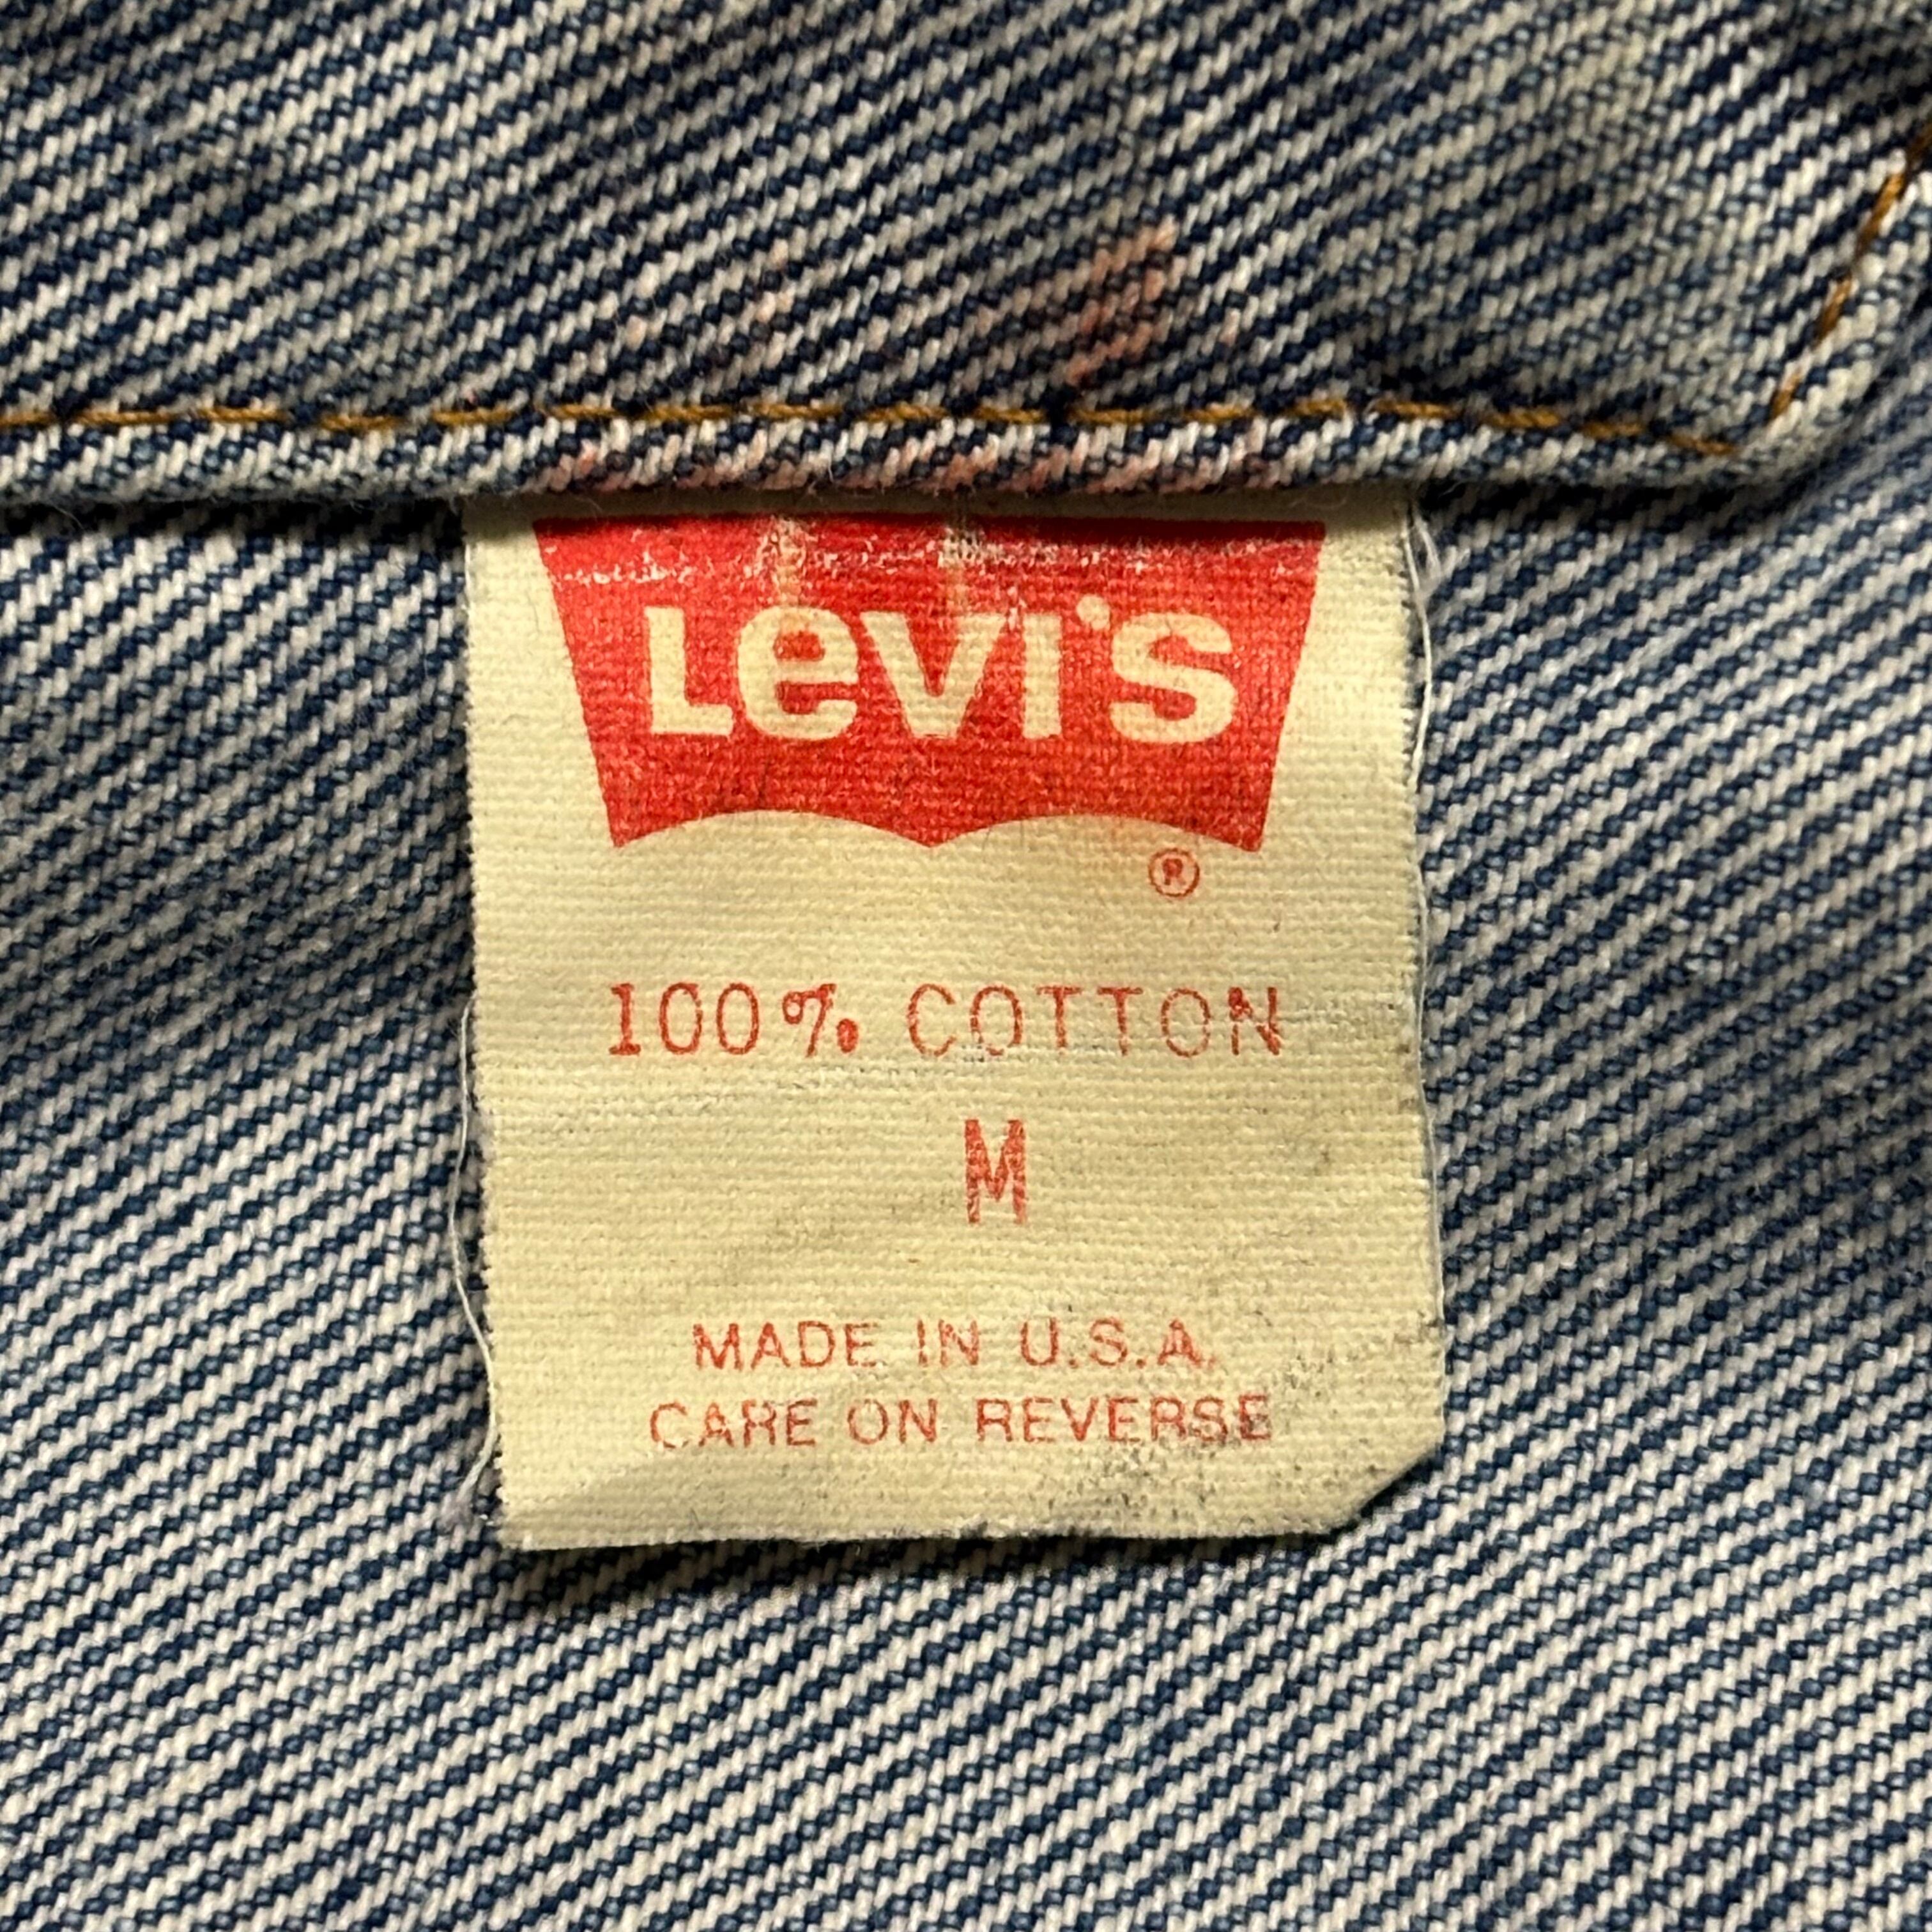 Levi's
®
100% COTTON
M
MADE IN U.S.A.
CARE ON REVERSE